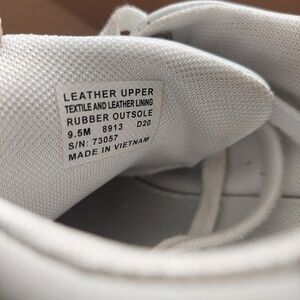 LEATHER UPPER
TEXTILE AND LEATHER LINING
RUBBER OUTSOLE
9.5M 8913 D20
S/N: 73057
MADE IN VIETNAM